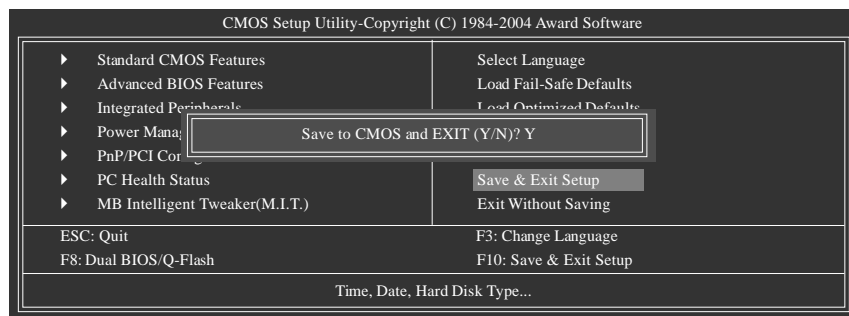 CMOS Setup Utility-Copyright (C) 1984-2004 Award Software
Standard CMOS Features
Advanced BIOS Features
Integrated Peripherals
Power Manag
PnP/PCI Config
PC Health Status
MB Intelligent Tweaker(M.I.T.)
Select Language
Load Fail-Safe Defaults
Load Optimized Defaults
Save & Exit Setup
Exit Without Saving
Save to CMOS and EXIT (Y/N)? Y
ESC: Quit
F3: Change Language
F8: Dual BIOS/Q-Flash
F10: Save & Exit Setup
Time, Date, Hard Disk Type...